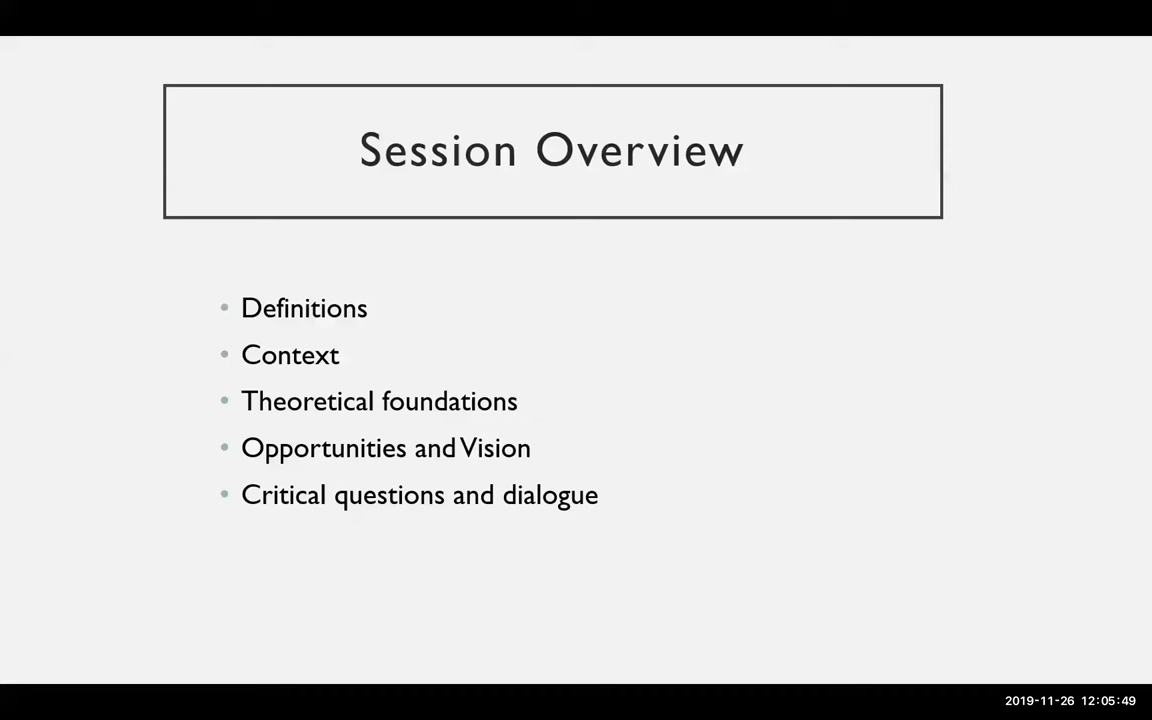 Session Overview
• Definitions
• Context
• Theoretical foundations
• Opportunities and Vision
• Critical questions and dialogue
2019-11-26 12:05:49